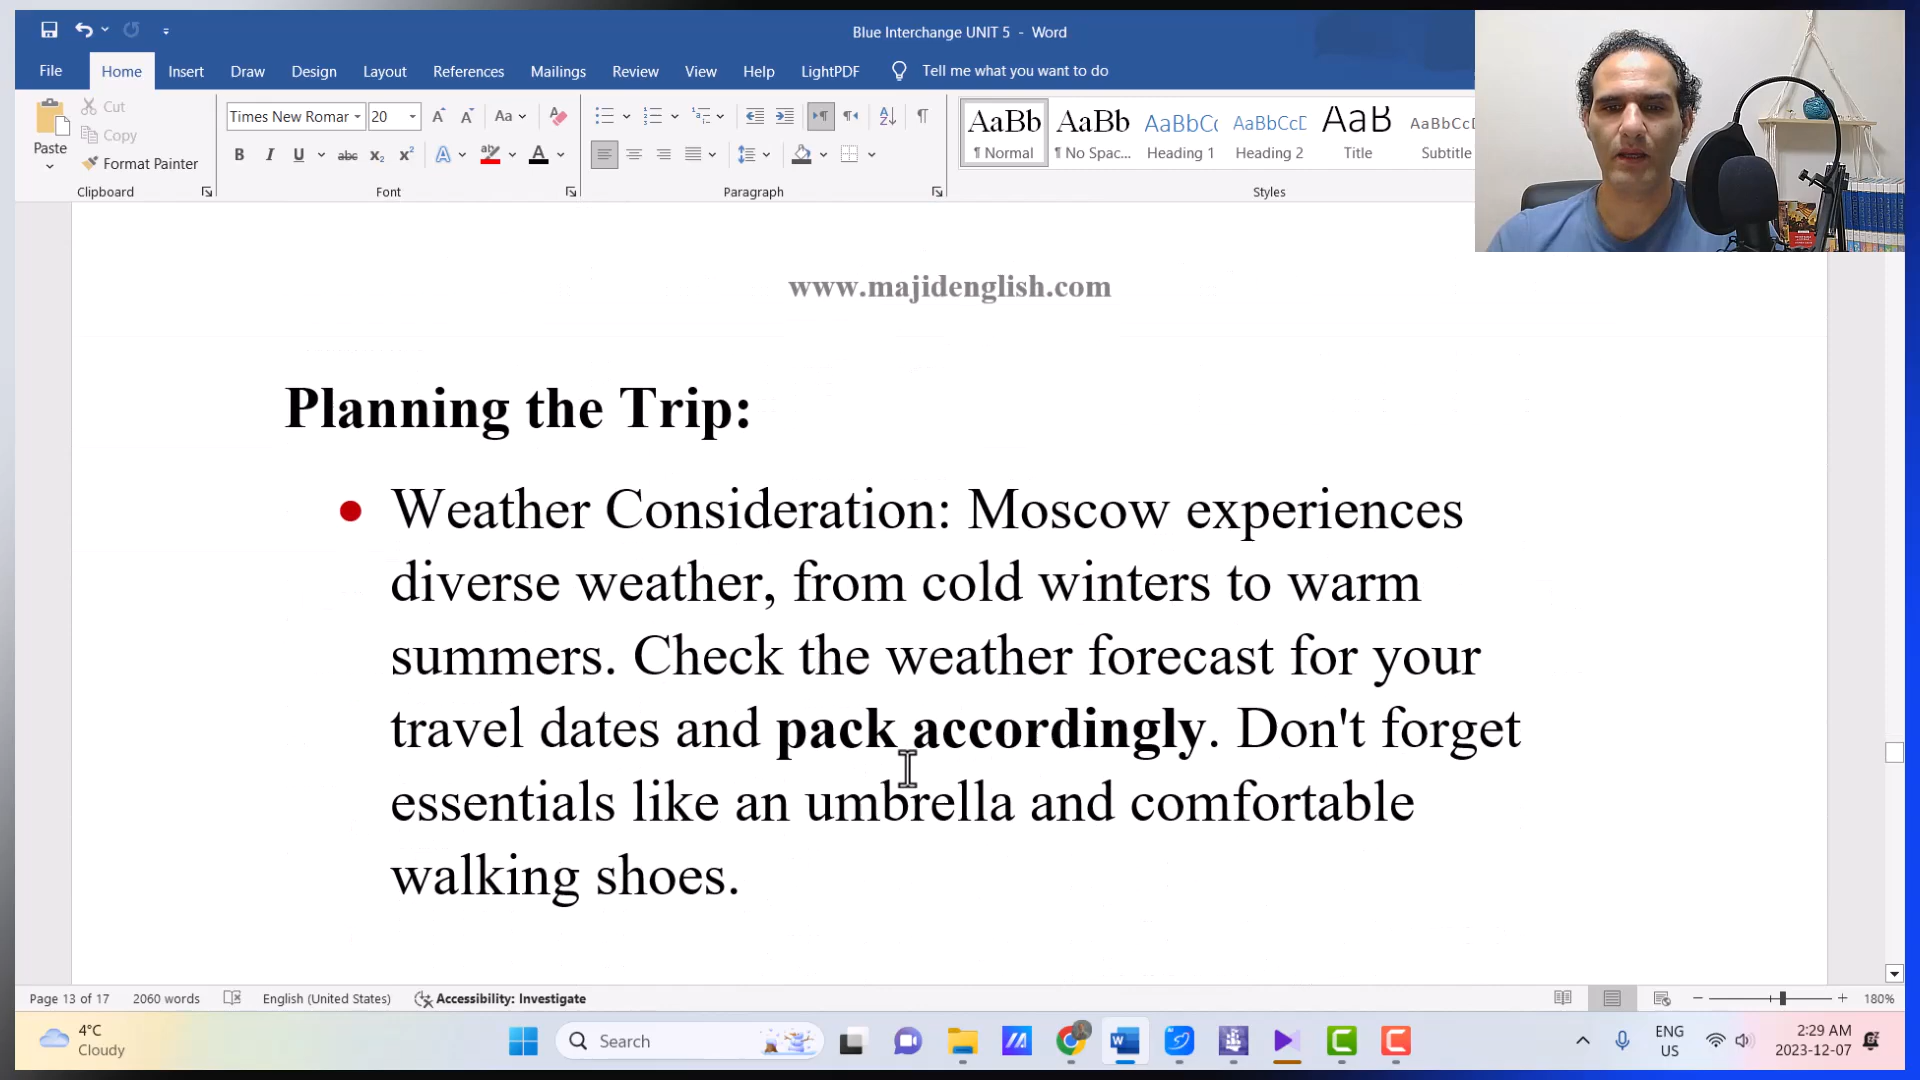 Blue Interchange UNIT 5 - Word
File Home Insert Draw Design Layout References Mailings Review View Help LightPDF Tell me what you want to do
Paste
Cut
Copy
Format Painter
Clipboard
Times New Romar 20
Font
Paragraph
AaBb AaBb AaBbCc AaBbCcD AaB AaBbCcD
¶ Normal ¶ No Spac... Heading 1 Heading 2 Title Subtitle
Styles
www.majidenglish.com
Planning the Trip:
• Weather Consideration: Moscow experiences
diverse weather, from cold winters to warm
summers. Check the weather forecast for your
travel dates and pack accordingly. Don't forget
essentials like an umbrella and comfortable
walking shoes.
Page 13 of 17 2060 words English (United States) Accessibility: Investigate 180%
4°C
Cloudy
Search
ENG
US
2:29 AM
2023-12-07